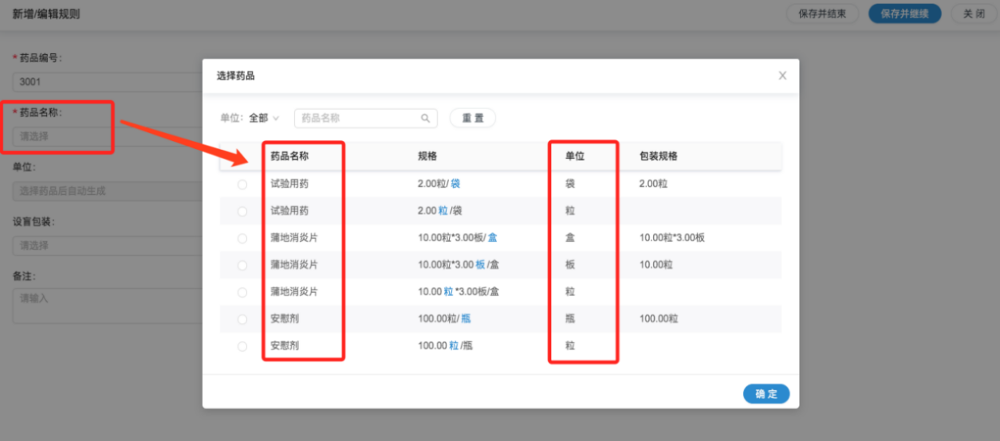 新增/编辑规则 保存并结束 保存并继续 关 闭
* 药品编号:
3001
* 药品名称:
请选择
单位:
选择药品后自动生成
设盲包装:
请选择
备注:
请输入
选择药品 X
单位: 全部 药品名称 重 置
药品名称 规格 单位 包装规格
试验用药 2.00粒/ 袋 袋 2.00粒
试验用药 2.00 粒 /袋 粒
蒲地消炎片 10.00粒*3.00板/ 盒 盒 10.00粒*3.00板
蒲地消炎片 10.00粒*3.00 板 /盒 板 10.00粒
蒲地消炎片 10.00 粒 *3.00板/盒 粒
安慰剂 100.00粒/ 瓶 瓶 100.00粒
安慰剂 100.00 粒 /瓶 粒
确 定